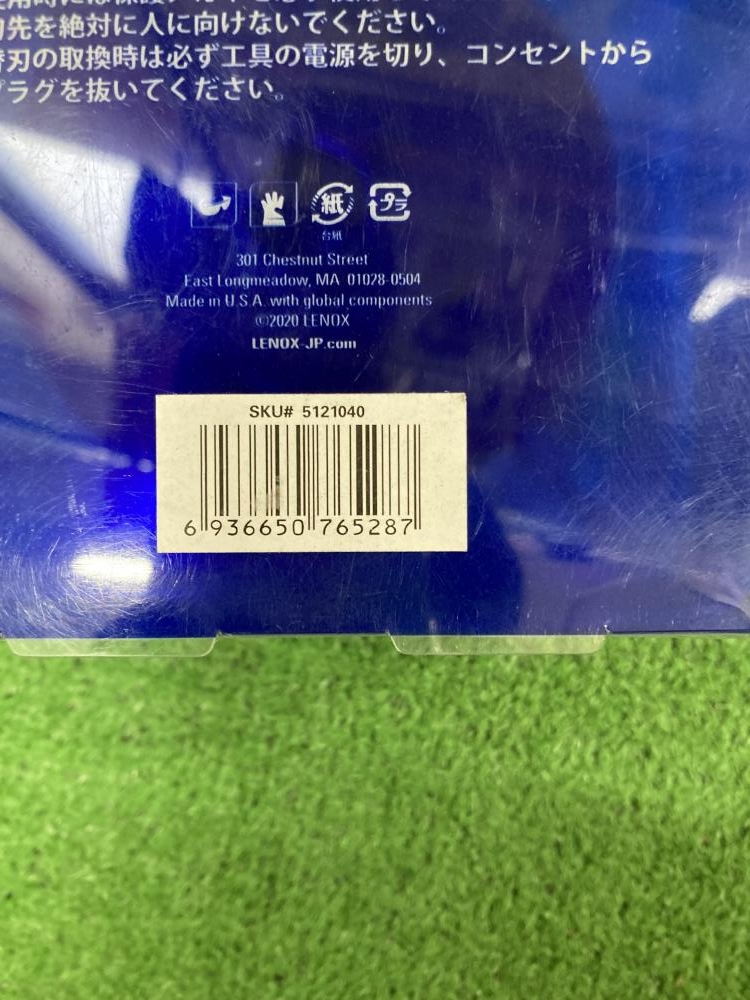 刃先を絶対に人に向けないでください。
替刃の取換時は必ず工具の電源を切り、コンセントから
プラグを抜いてください。
紙 プラ
台紙
301 Chestnut Street
East Longmeadow, MA 01028-0504
Made in U.S.A. with global components
©2020 LENOX
LENOX-JP.com
SKU# 5121040
6 936650 765287